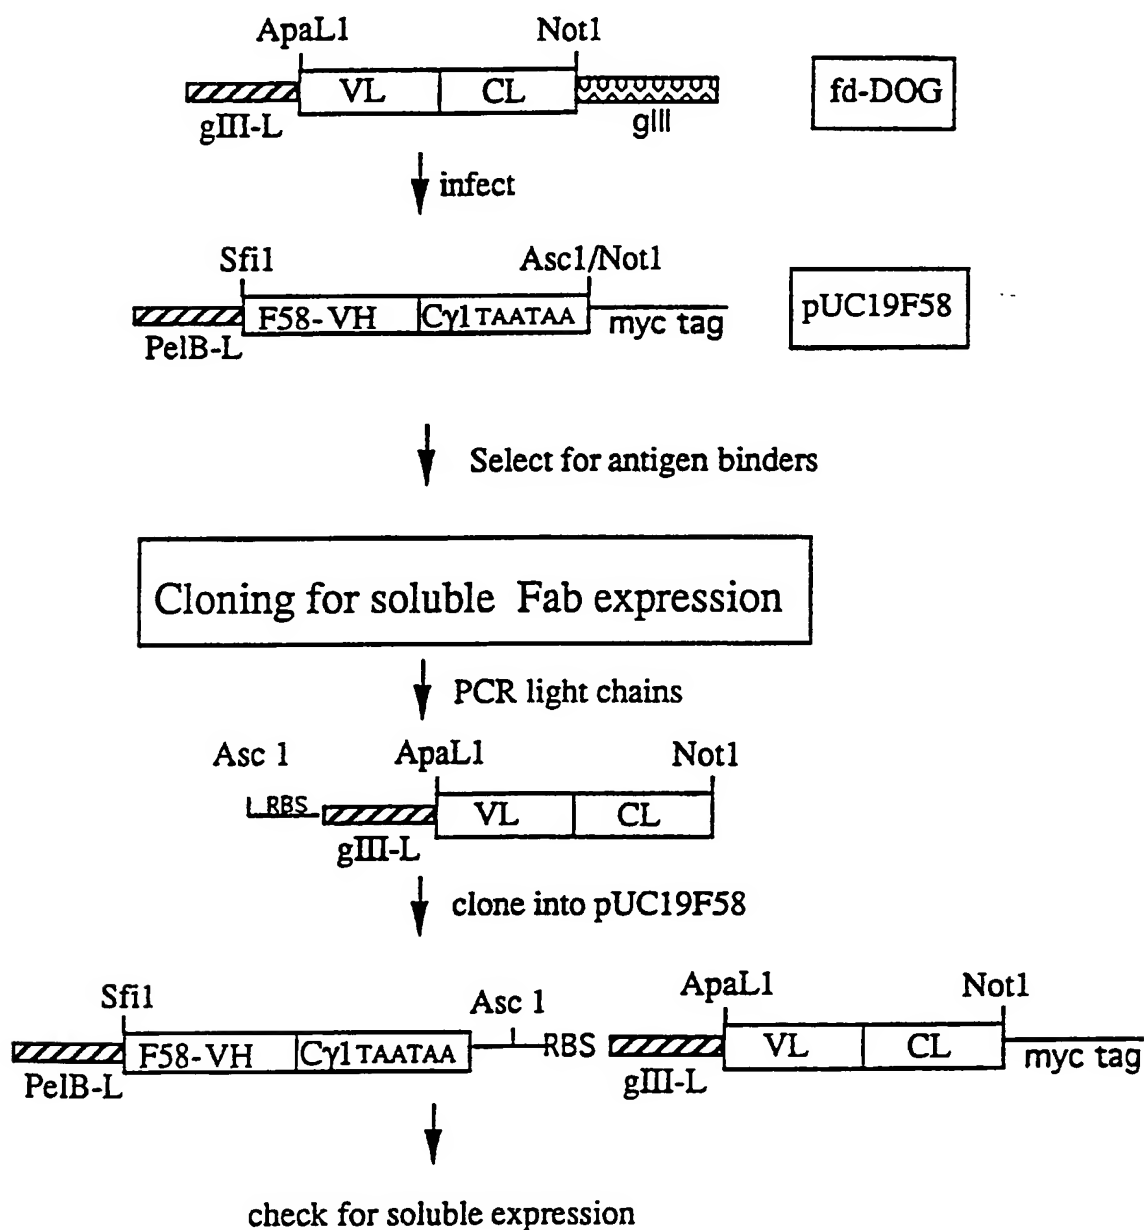 ApaL1 Not1
VL CL
gIII-L gIII
fd-DOG
infect
Sfi1 Asc1/Not1
F58-VH Cγ1 TAATAA
PelB-L myc tag
pUC19F58
Select for antigen binders
Cloning for soluble Fab expression
PCR light chains
Asc 1 ApaL1 Not1
RBS VL CL
gIII-L
clone into pUC19F58
Sfi1 Asc 1 ApaL1 Not1
F58-VH Cγ1 TAATAA RBS VL CL
PelB-L gIII-L myc tag
check for soluble expression